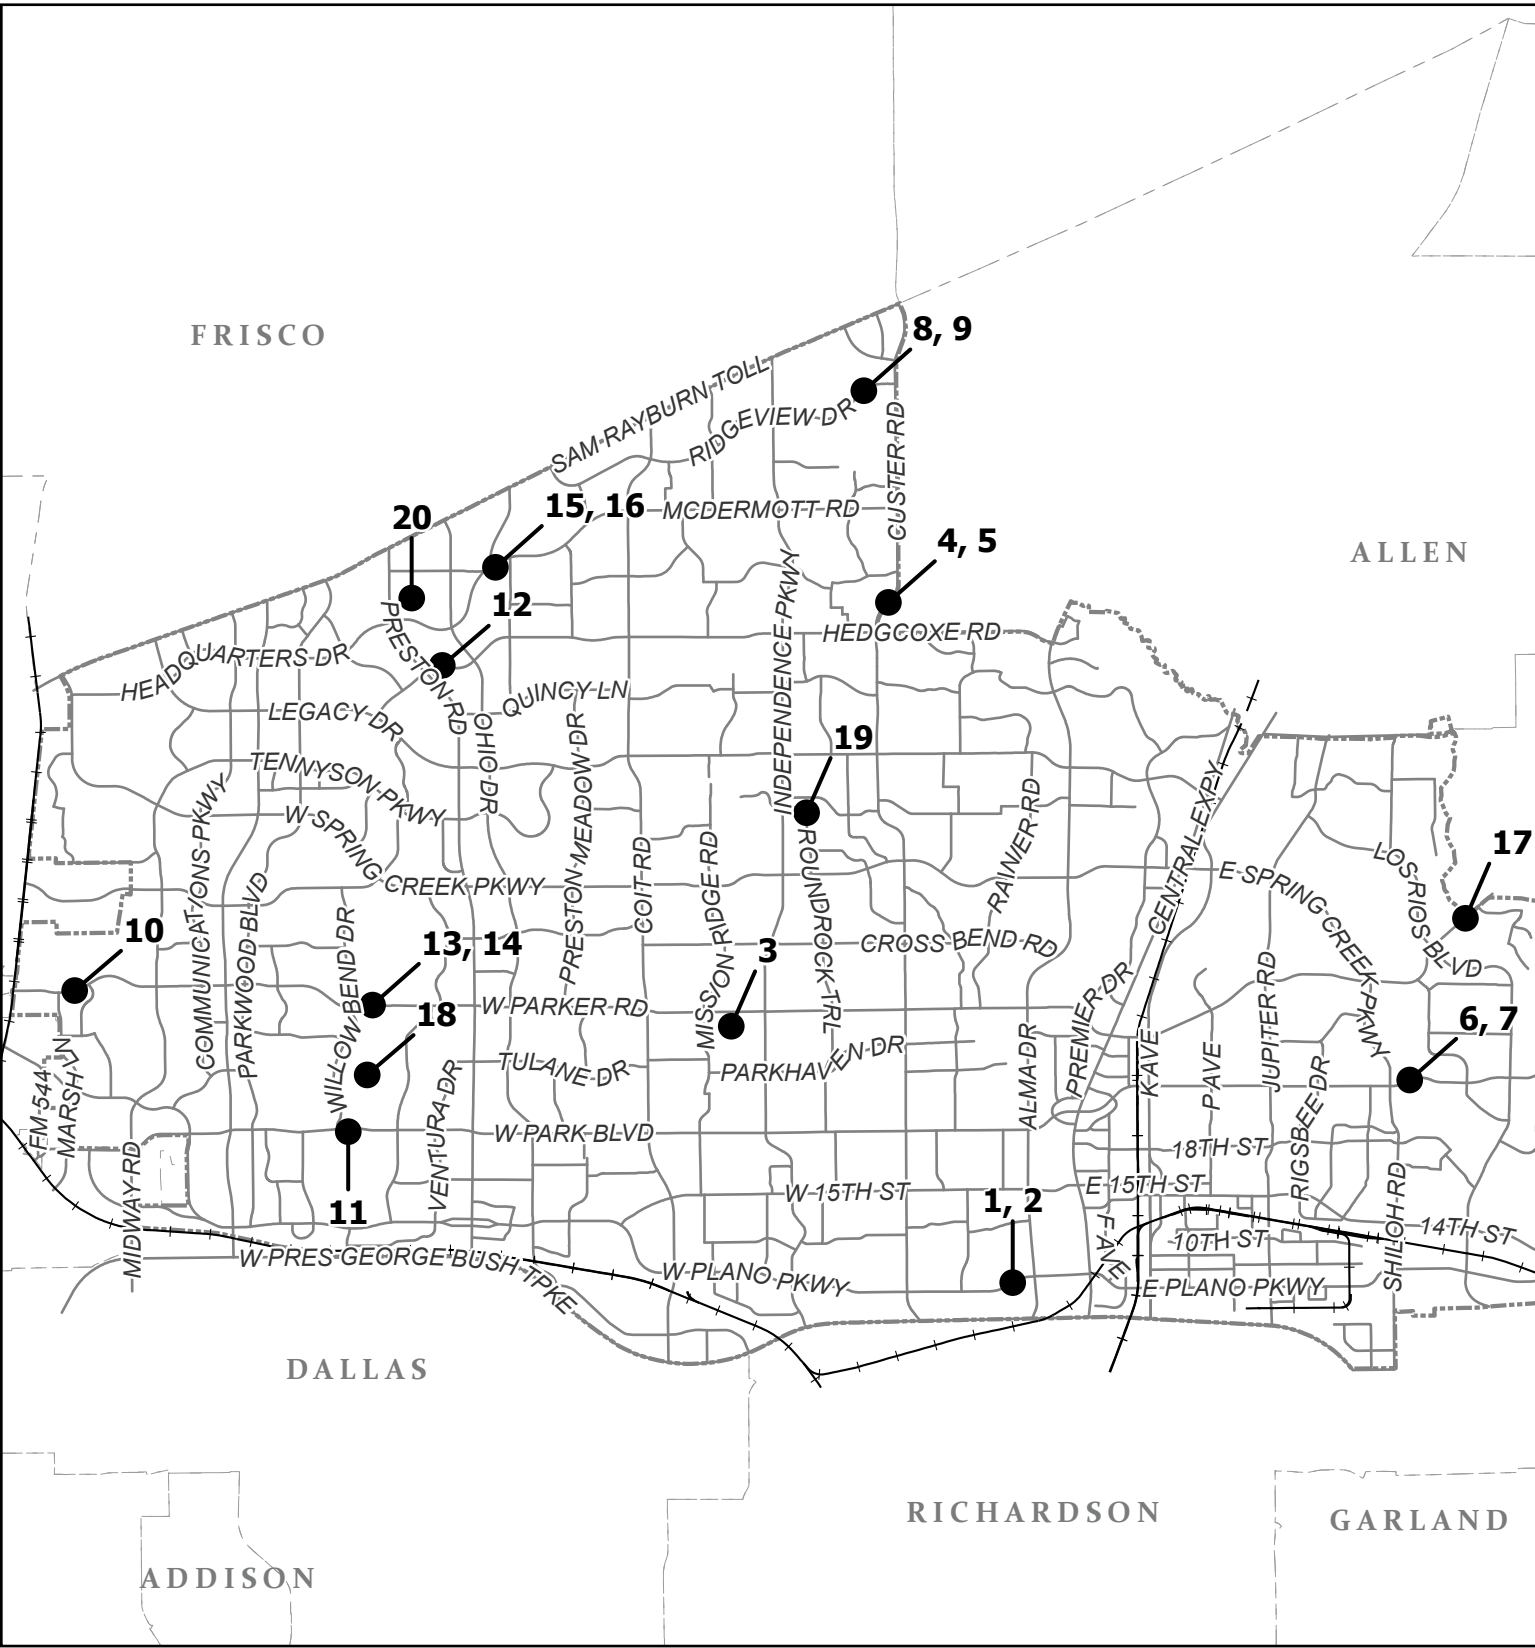 FRISCO
8, 9
SAM RAYBURN TOLL
RIDGEVIEW DR
CUSTER RD
20
15, 16
MCDERMOTT RD
4, 5
ALLEN
12
PRESTON RD
INDEPENDENCE PKWY
HEDGCOXE RD
HEADQUARTERS DR
QUINCY LN
LEGACY DR
OHIO DR
PRESTON MEADOW DR
19
TENNYSON PKWY
COMMUNICATIONS PKWY
W SPRING CREEK PKWY
RAINIER RD
CENTRAL EXPY
COIT RD
MISSION RIDGE RD
ROUNDROCK TRL
E SPRING CREEK PKWY
LOS RIOS BLVD
17
PARKWOOD BLVD
WILLOW BEND DR
10
13, 14
3
CROSS BEND RD
JUPITER RD
PREMIER DR
W PARKER RD
18
6, 7
FM 544
MARSH LN
TULANE DR
PARKHAVEN DR
ALMA DR
K AVE
P AVE
RIGSBEE DR
VENTURA DR
W PARK BLVD
18TH ST
MIDWAY RD
11
W 15TH ST
1, 2
E 15TH ST
SHILOH RD
F AVE
10TH ST
14TH ST
W PRES GEORGE BUSH TPKE
W PLANO PKWY
E PLANO PKWY
DALLAS
RICHARDSON
GARLAND
ADDISON